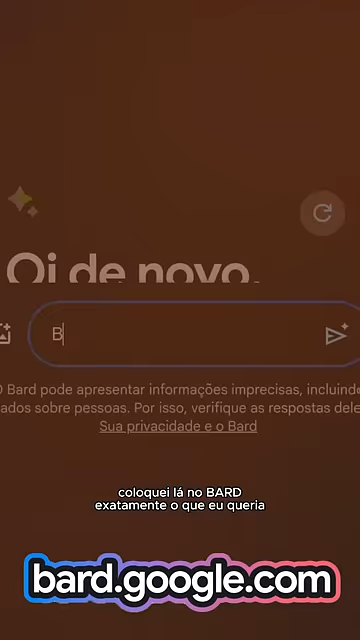 Oi de novo.
B
O Bard pode apresentar informações imprecisas, incluindo
ados sobre pessoas. Por isso, verifique as respostas dele
Sua privacidade e o Bard
coloquei lá no BARD
exatamente o que eu queria
bard.google.com